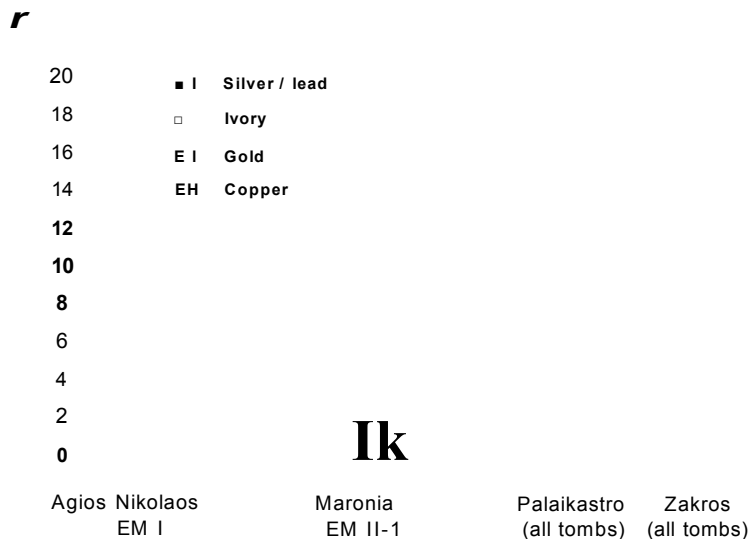 r
20
■ I Silver / lead
18
□ Ivory
16
E I Gold
14
EH Copper
12
10
8
6
4
2
0
Ik
Agios Nikolaos Maronia Palaikastro Zakros
EM I EM II-1 (all tombs) (all tombs)